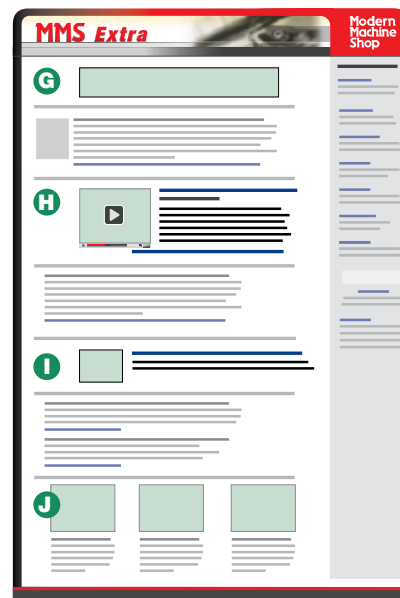 MMS Extra
Modern
Machine
Shop
G
H
I
J